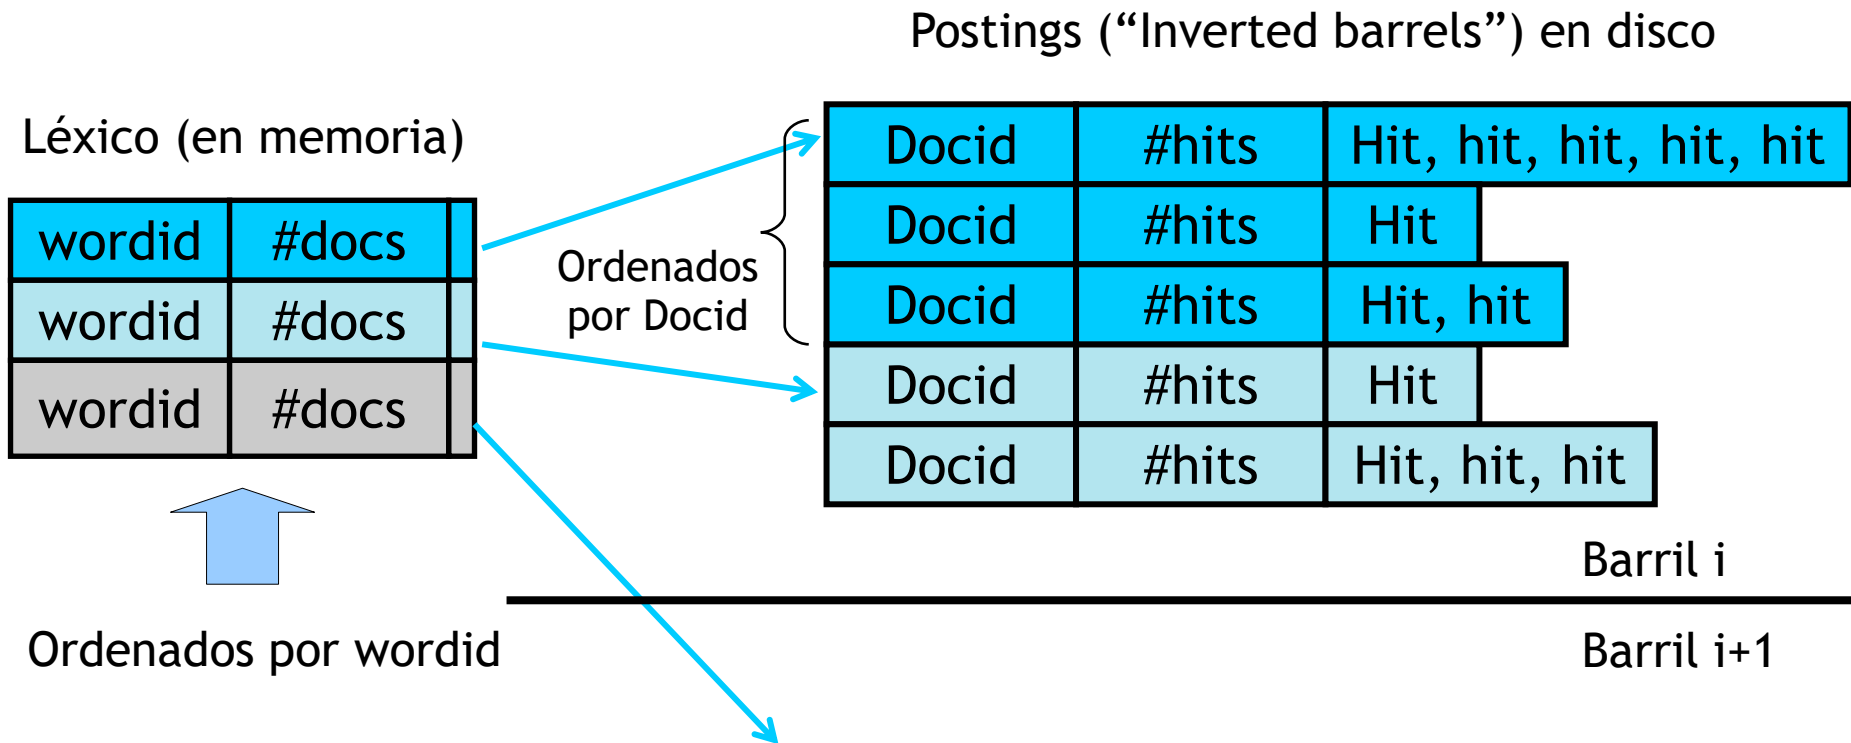 Postings (“Inverted barrels”) en disco
Léxico (en memoria)
wordid #docs
wordid #docs
wordid #docs
Ordenados por wordid
Ordenados
por Docid
Docid #hits Hit, hit, hit, hit, hit
Docid #hits Hit
Docid #hits Hit, hit
Docid #hits Hit
Docid #hits Hit, hit, hit
Barril i
Barril i+1